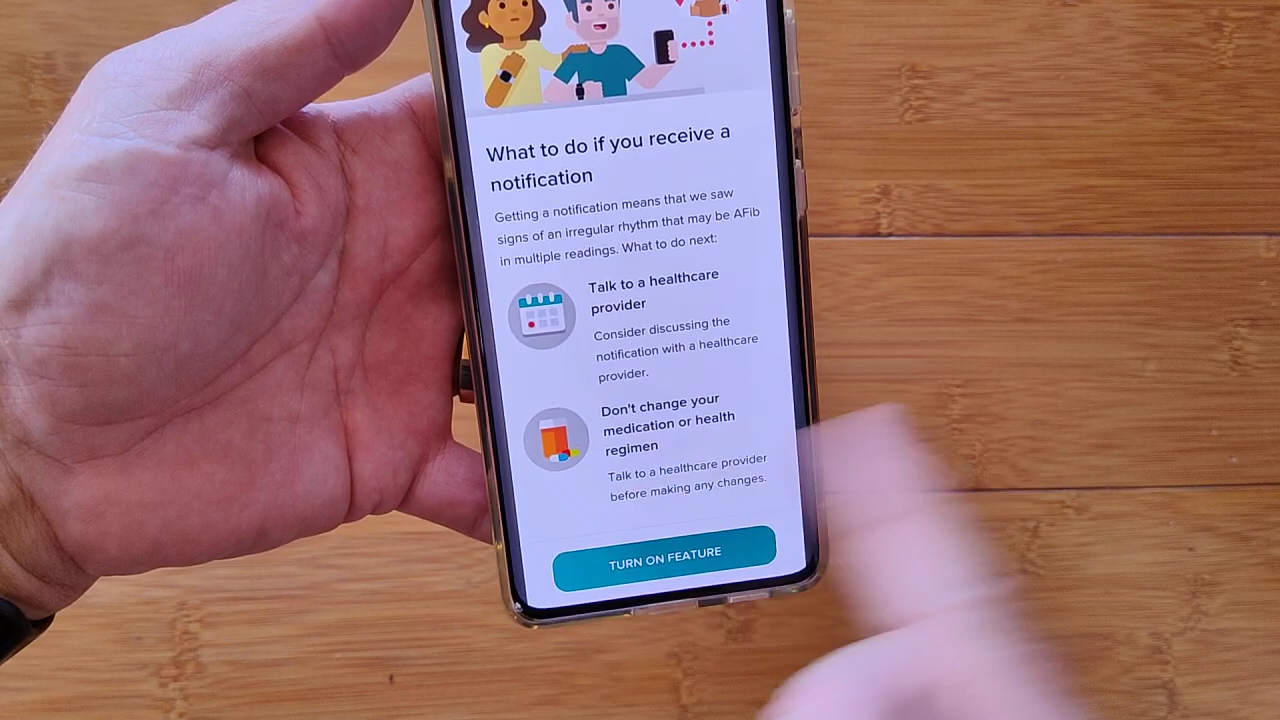 What to do if you receive a
notification
Getting a notification means that we saw
signs of an irregular rhythm that may be AFib
in multiple readings. What to do next:
Talk to a healthcare
provider
Consider discussing the
notification with a healthcare
provider.
Don't change your
medication or health
regimen
Talk to a healthcare provider
before making any changes.
TURN ON FEATURE